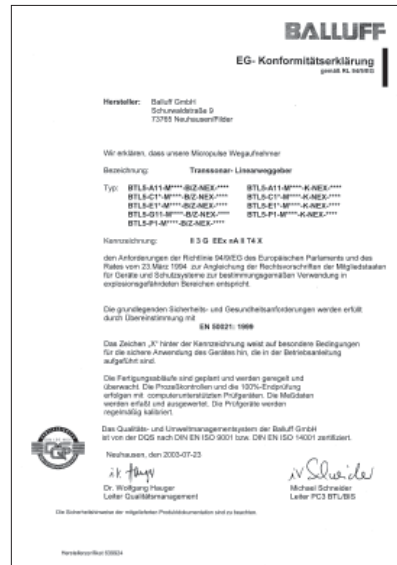 BALLUFF
EG- Konformitätserklärung
gemäß RL 94/9/EG
Hersteller: Balluff GmbH
Schurwaldstraße 9
73765 Neuhausen/Filder
Wir erklären, dass unsere Micropulse Wegaufnehmer
Bezeichnung: Transsonar- Linearweggeber
Typ: BTL5-A11-M****-B/Z-NEX-**** BTL5-A11-M****-K-NEX-****
BTL5-C1*-M****-B/Z-NEX-**** BTL5-C1*-M****-K-NEX-****
BTL5-E1*-M****-B/Z-NEX-**** BTL5-E1*-M****-K-NEX-****
BTL5-G11-M****-B/Z-NEX-**** BTL5-P1-M****-K-NEX-****
BTL5-P1-M****-B/Z-NEX-****
Kennzeichnung: II 3 G EEx nA II T4 X
den Anforderungen der Richtlinie 94/9/EG des Europäischen Parlaments und des
Rates vom 23.März 1994 zur Angleichung der Rechtsvorschriften der Mitgliedstaaten
für Geräte und Schutzsysteme zur bestimmungsgemäßen Verwendung in
explosionsgefährdeten Bereichen entspricht.
Die grundlegenden Sicherheits- und Gesundheitsanforderungen werden erfüllt
durch Übereinstimmung mit
EN 50021: 1999
Das Zeichen „X“ hinter der Kennzeichnung weist auf besondere Bedingungen
für die sichere Anwendung des Gerätes hin, die in der Betriebsanleitung
aufgeführt sind.
Die Fertigungsabläufe sind geplant und werden geregelt und
überwacht. Die Prozeßkontrollen und die 100%-Endprüfung
erfolgen mit computerunterstützten Prüfgeräten. Die Meßdaten
werden erfaßt und ausgewertet. Die Prüfgeräte werden
regelmäßig kalibriert.
Das Qualitäts- und Umweltmanagementsystem der Balluff GmbH
ist von der DQS nach DIN EN ISO 9001 bzw. DIN EN ISO 14001 zertifiziert.
Neuhausen, den 2003-07-23
Dr. Wolfgang Hauger Michael Schneider
Leiter Qualitätsmanagement Leiter PC3 BTL/BIS
Die Sicherheitshinweise der mitgelieferten Produktdokumentation sind zu beachten.